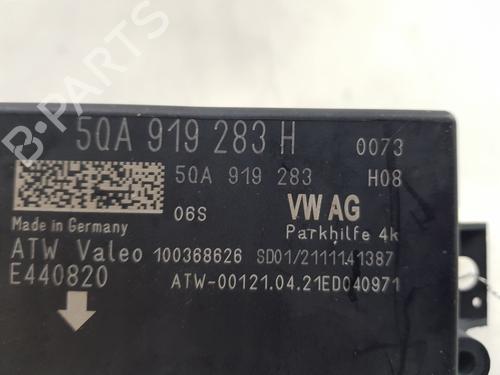 5QA 919 283 H 0073
5QA 919 283 H08
06S VW AG
Made in Germany Parkhilfe 4k
ATW Valeo 100368626 SD01/2111141387
E440820 ATW-00121.04.21ED040971
B-PARTS